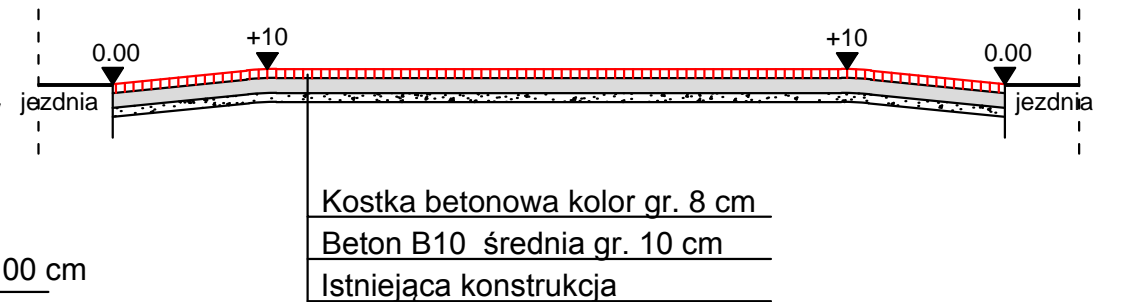 0.00 +10 +10 0.00
jezdnia jezdnia
Kostka betonowa kolor gr. 8 cm
Beton B10 średnia gr. 10 cm
00 cm
Istniejąca konstrukcja